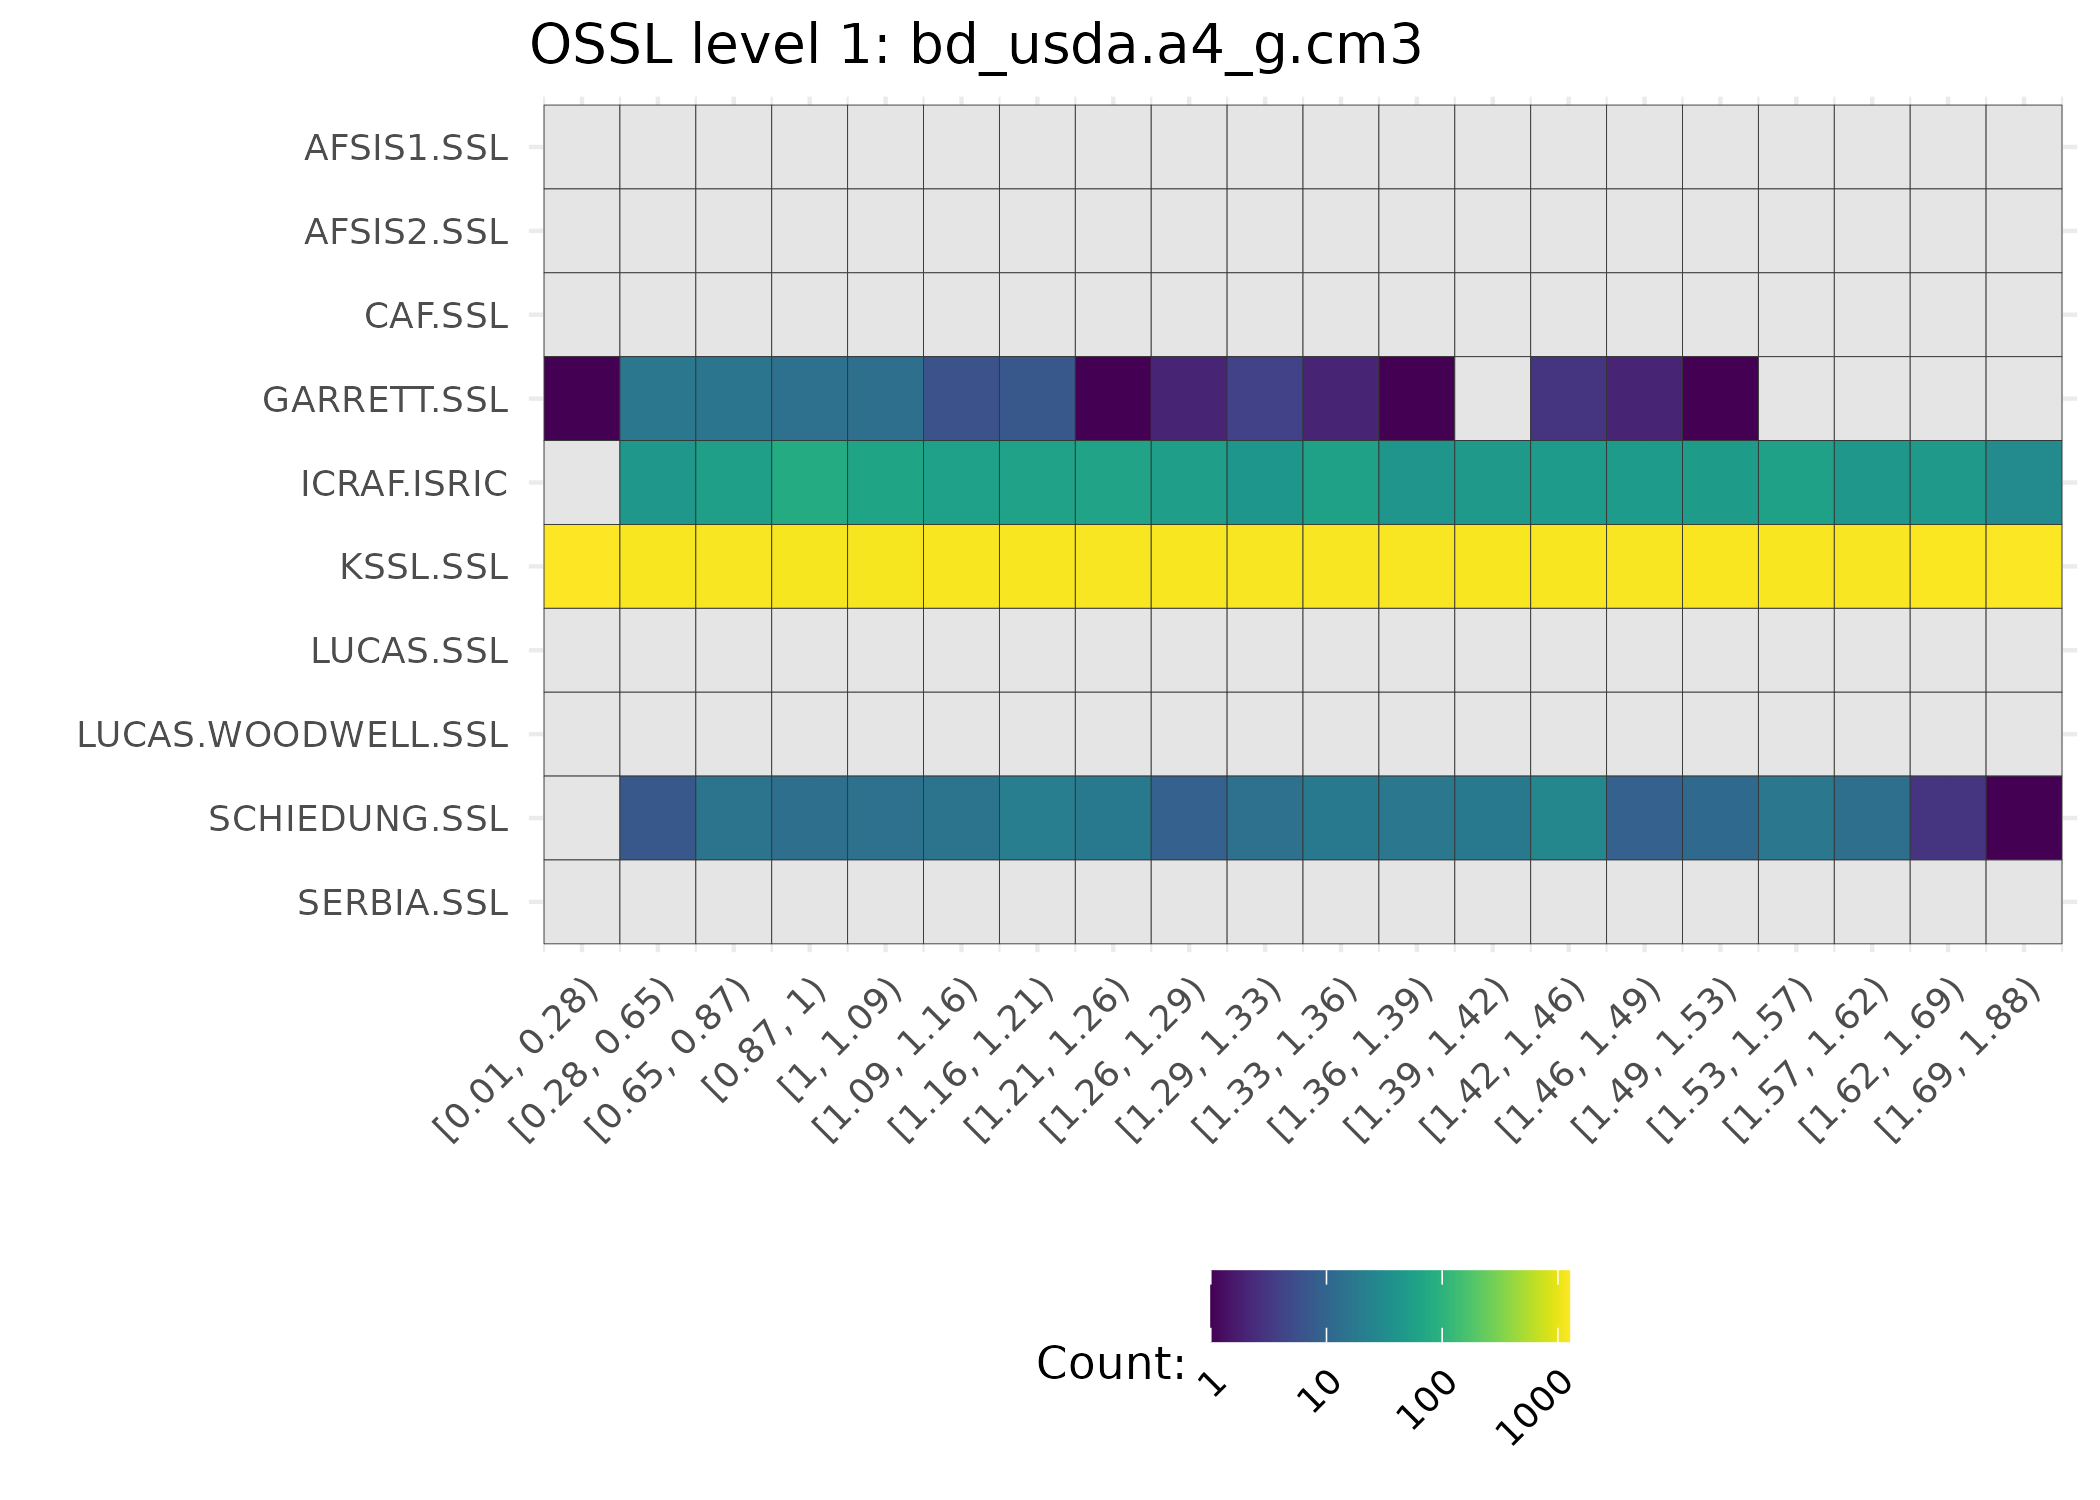 OSSL level 1: bd_usda.a4_g.cm3
AFSIS1.SSL
AFSIS2.SSL
CAF.SSL
GARRETT.SSL
ICRAF.ISRIC
KSSL.SSL
LUCAS.SSL
LUCAS.WOODWELL.SSL
SCHIEDUNG.SSL
SERBIA.SSL
[0.01, 0.28)
[0.28, 0.65)
[0.65, 0.87)
[0.87, 1)
[1, 1.09)
[1.09, 1.16)
[1.16, 1.21)
[1.21, 1.26)
[1.26, 1.29)
[1.29, 1.33)
[1.33, 1.36)
[1.36, 1.39)
[1.39, 1.42)
[1.42, 1.46)
[1.46, 1.49)
[1.49, 1.53)
[1.53, 1.57)
[1.57, 1.62)
[1.62, 1.69)
[1.69, 1.88)
Count:
1
10
100
1000